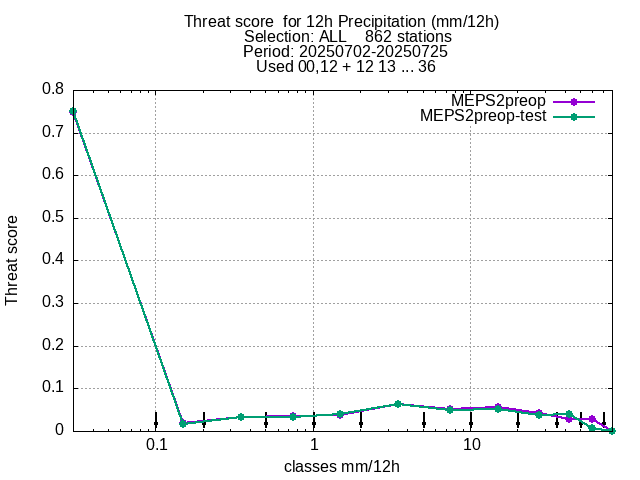 Threat score  for 12h Precipitation (mm/12h)
Selection: ALL    862 stations
Period: 20250702-20250725
Used 00,12 + 12 13 ... 36
MEPS2preop
MEPS2preop-test
0.8
0.7
0.6
0.5
0.4
0.3
0.2
0.1
0
Threat score
0.1 1 10
classes mm/12h